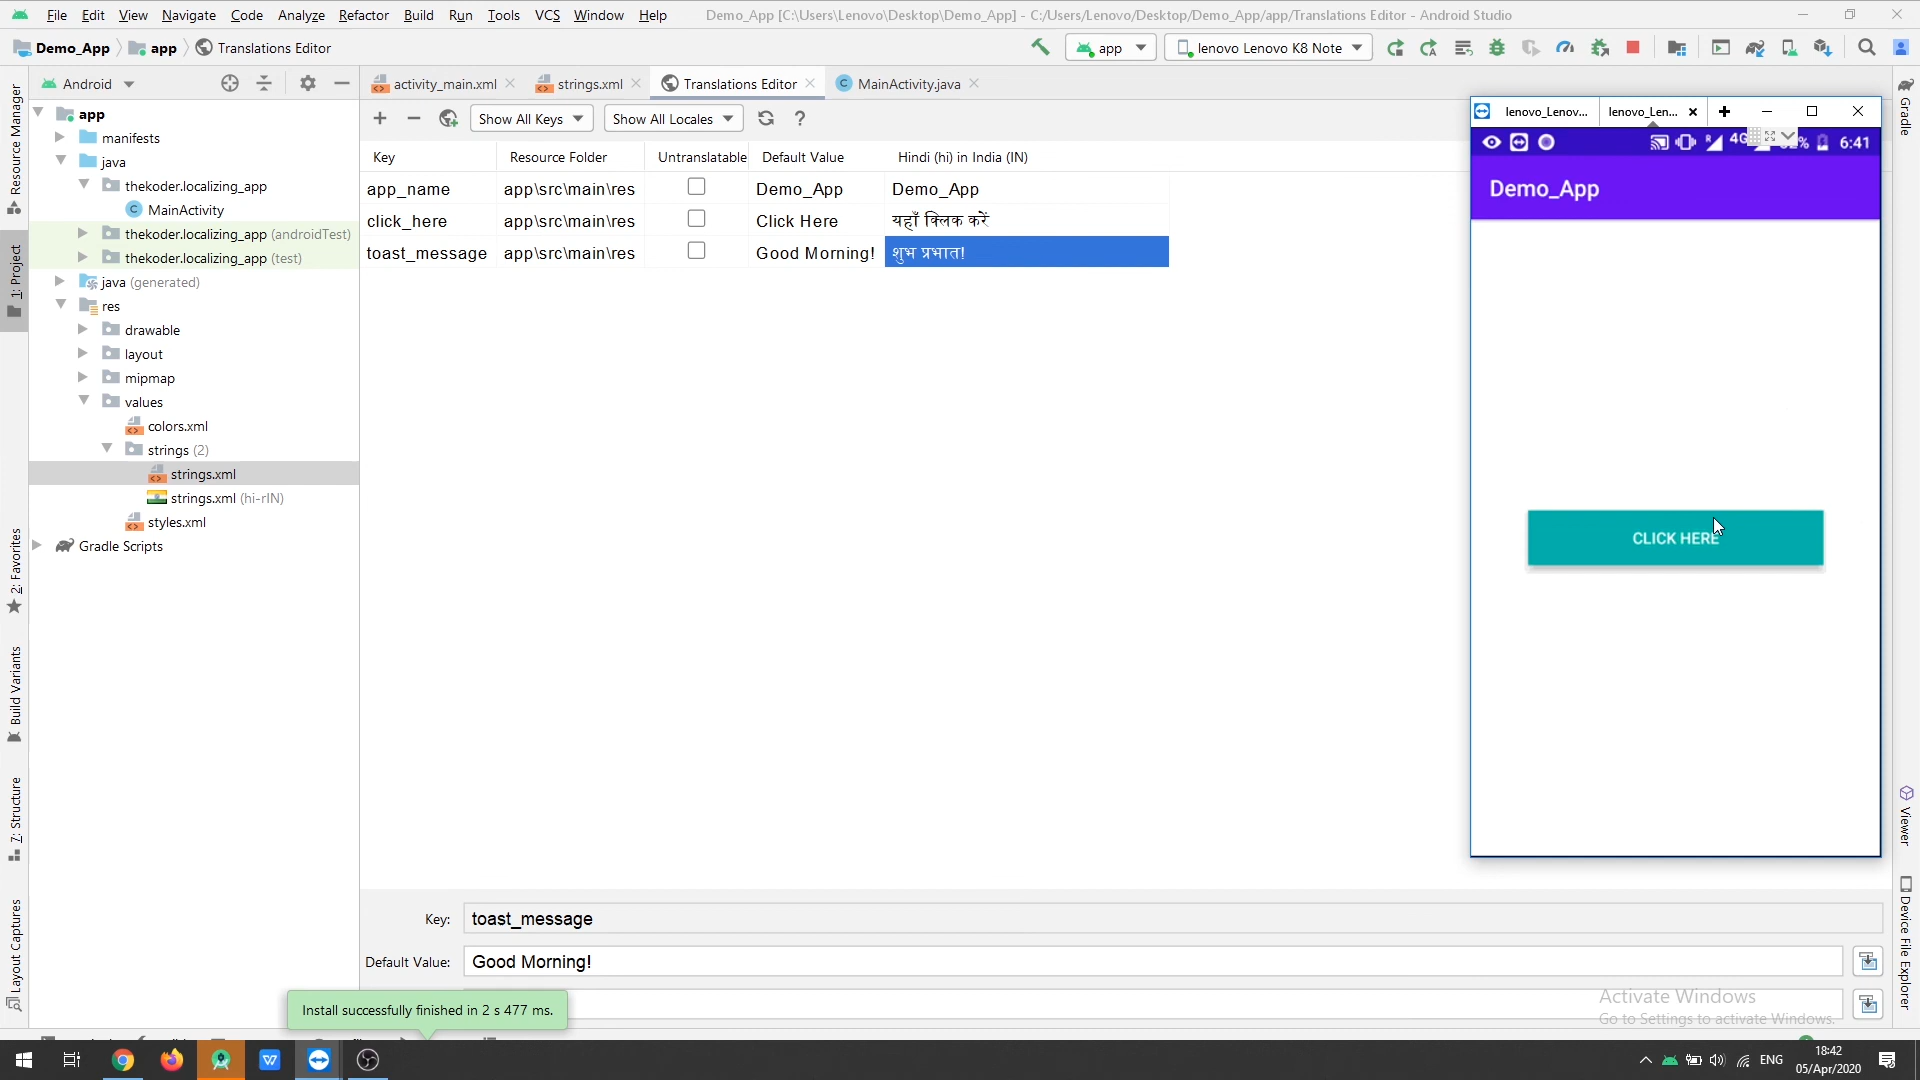 File Edit View Navigate Code Analyze Refactor Build Run Tools VCS Window Help Demo_App [C:\Users\Lenovo\Desktop\Demo_App] - C:/Users/Lenovo/Desktop/Demo_App/app/Translations Editor - Android Studio
Demo_App app Translations Editor app lenovo Lenovo K8 Note
Android activity_main.xml strings.xml Translations Editor MainActivity.java
Show All Keys Show All Locales ?
Key Resource Folder Untranslatable Default Value Hindi (hi) in India (IN)
app_name app\src\main\res Demo_App Demo_App
click_here app\src\main\res Click Here यहाँ क्लिक करें
toast_message app\src\main\res Good Morning! शुभ प्रभात!
app
manifests
java
thekoder.localizing_app
MainActivity
thekoder.localizing_app (androidTest)
thekoder.localizing_app (test)
java (generated)
res
drawable
layout
mipmap
values
colors.xml
strings (2)
strings.xml
strings.xml (hi-rIN)
styles.xml
Gradle Scripts
Resource Manager
1: Project
2: Favorites
Build Variants
7: Structure
Layout Captures
lenovo_Lenov... lenovo_Len...
4G 6:41
Demo_App
CLICK HERE
Gradle
Viewer
Device File Explorer
Key: toast_message
Default Value: Good Morning!
Install successfully finished in 2 s 477 ms.
Activate Windows
Go to Settings to activate Windows.
ENG
18:42
05/Apr/2020